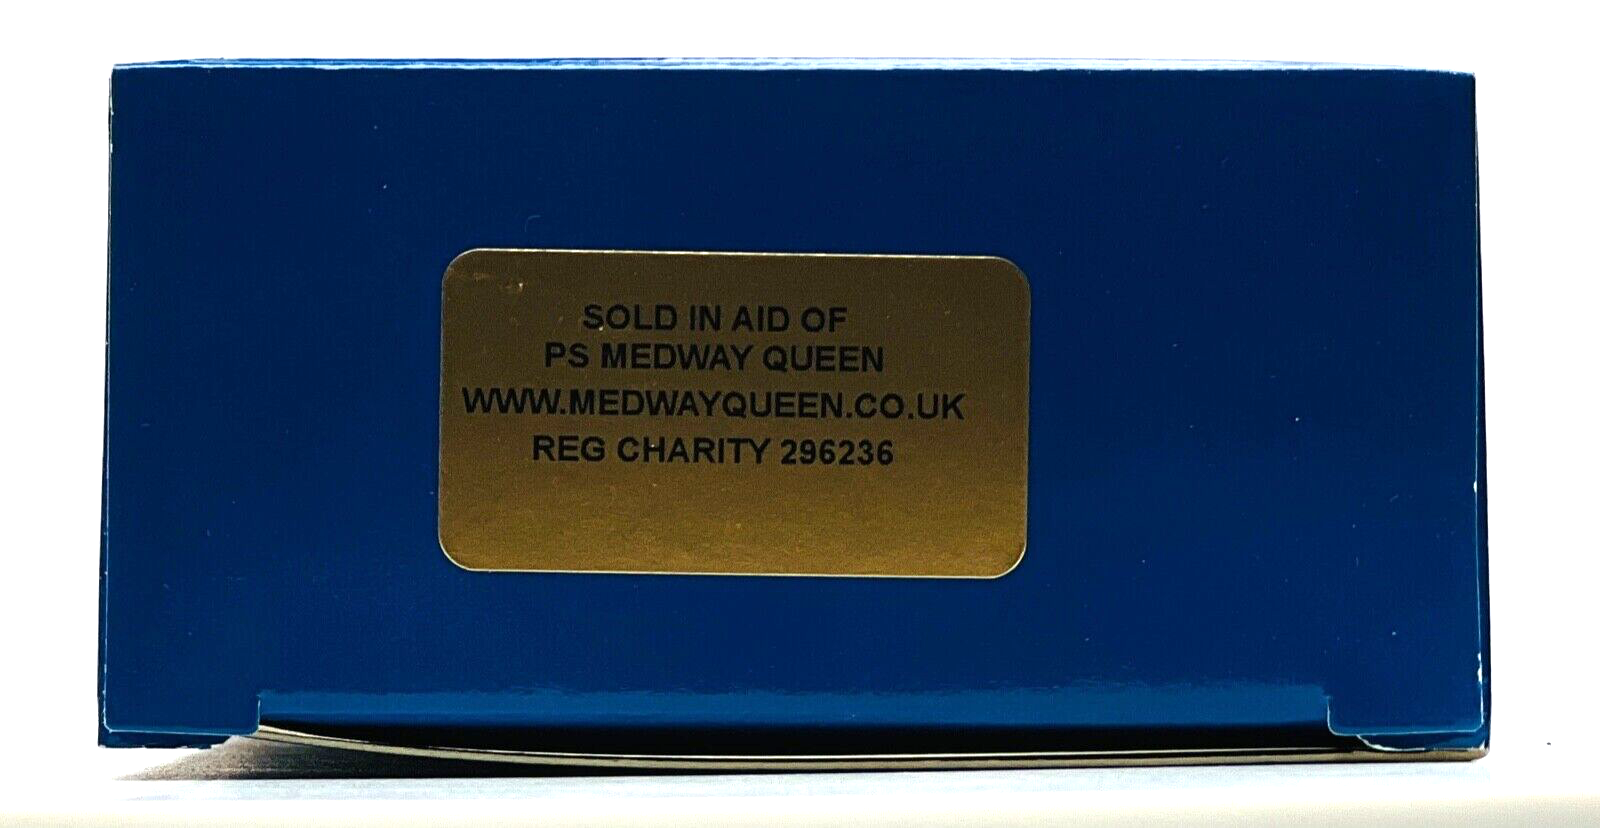 SOLD IN AID OF
PS MEDWAY QUEEN
WWW.MEDWAYQUEEN.CO.UK
REG CHARITY 296236